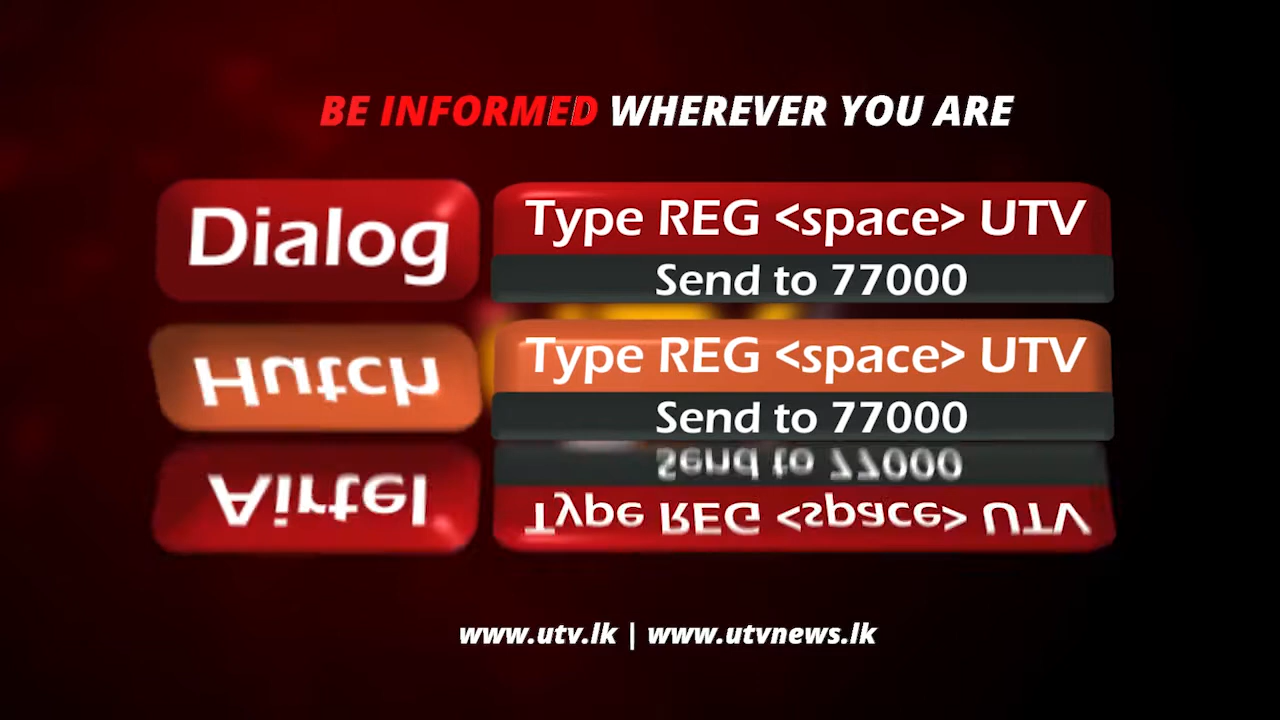 BE INFORMED WHEREVER YOU ARE
Dialog
Type REG <space> UTV
Send to 77000
Hutch
Type REG <space> UTV
Send to 77000
Airtel
Send to 77000
Type REG <space> UTV
www.utv.lk | www.utvnews.lk